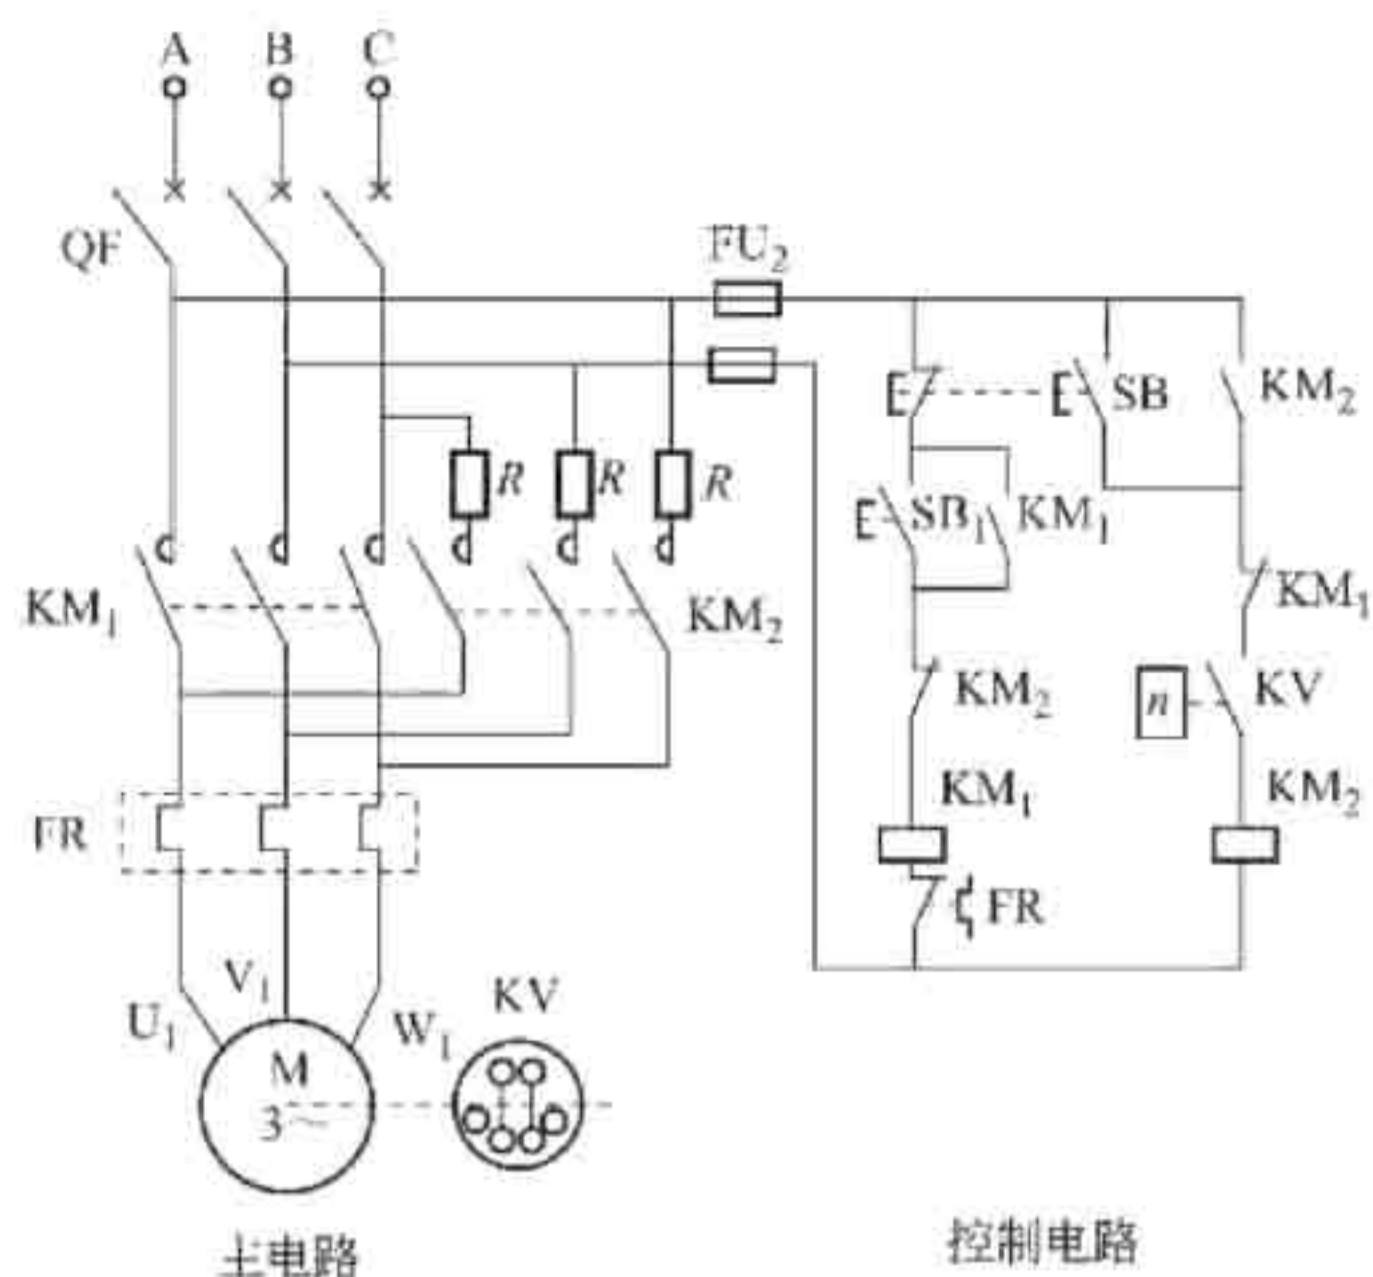 A B C
QF
FU₂
SB KM₂
R R R
SB₁ KM₁
KM₁ KM₂ KM₁
KM₂ n KV
KM₁ KM₂
FR
FR
V₁ KV
U₁ W₁
M
3~
主电路 控制电路